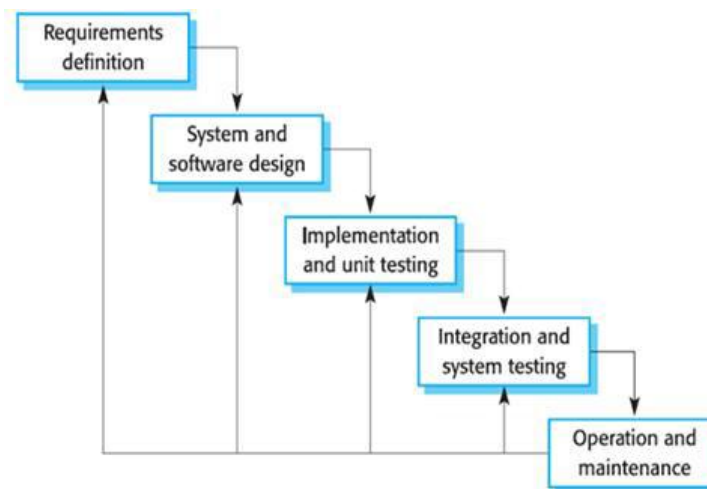 Requirements
definition
System and
software design
Implementation
and unit testing
Integration and
system testing
Operation and
maintenance